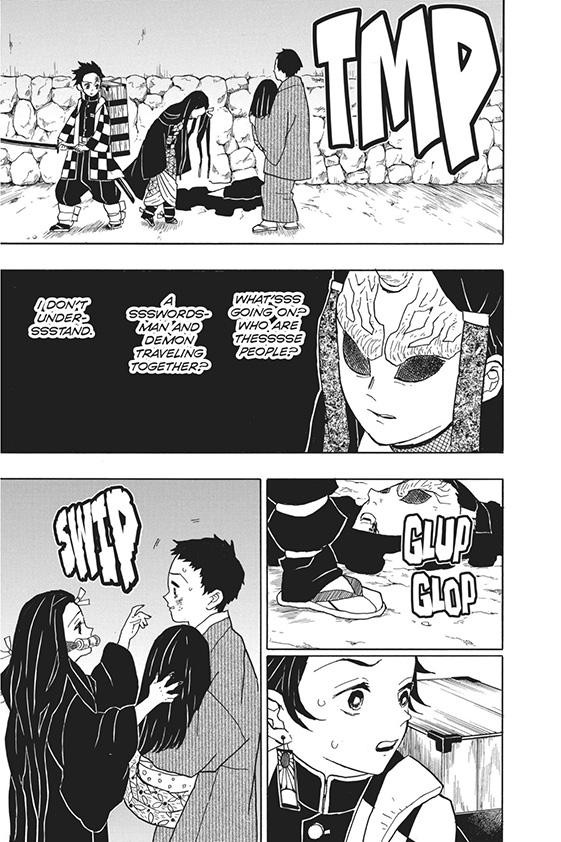 TMP
WHAT'SSS
GOING ON?
WHO ARE
THESSSSE
PEOPLE?
A
SSSWORDS-
MAN AND
DEMON
TRAVELING
TOGETHER?
I DON'T
UNDER-
SSSTAND.
GLUP
GLOP
SWIP